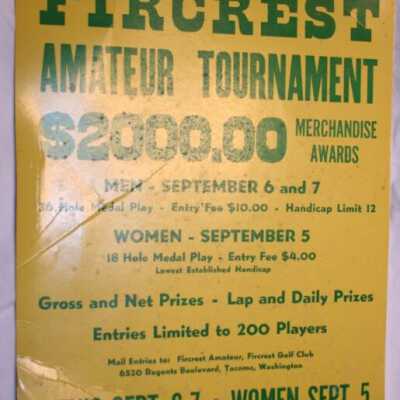 FIRCREST
AMATEUR TOURNAMENT
$2000.00 MERCHANDISE AWARDS
MEN - SEPTEMBER 6 and 7
36 Hole Medal Play - Entry Fee $10.00 - Handicap Limit 12
WOMEN - SEPTEMBER 5
18 Hole Medal Play - Entry Fee $4.00
Lowest Established Handicap
Gross and Net Prizes - Lap and Daily Prizes
Entries Limited to 200 Players
Mail Entries to: Fircrest Amateur, Fircrest Golf Club
6520 Regents Boulevard, Tacoma, Washington
SEPT. 6-7 - WOMEN SEPT. 5